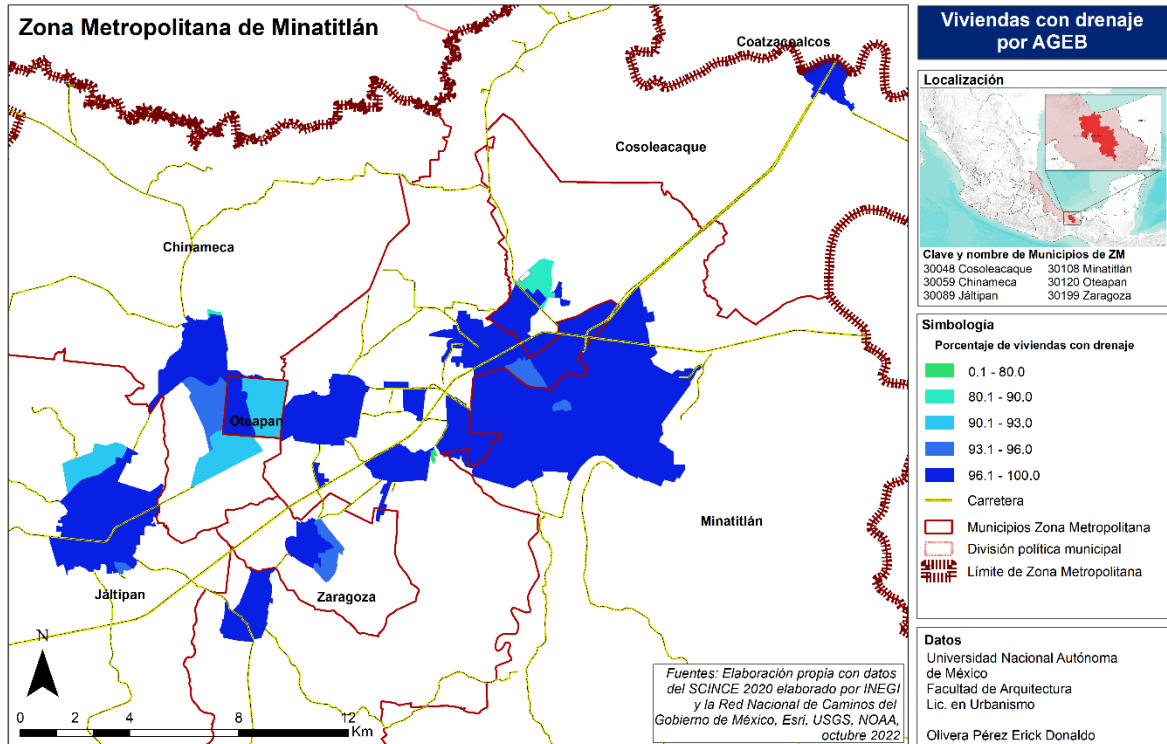 Zona Metropolitana de Minatitlán
Coatzacoalcos
Cosoleacaque
Chinameca
Oteapan
Minatitlán
Jáltipan
Zaragoza
N
0 2 4 8 12
Km
Fuentes: Elaboración propia con datos
del SCINCE 2020 elaborado por INEGI
y la Red Nacional de Caminos del
Gobierno de México, Esri, USGS, NOAA,
octubre 2022
Viviendas con drenaje
por AGEB
Localización
Clave y nombre de Municipios de ZM
30048 Cosoleacaque 30108 Minatitlán
30059 Chinameca 30120 Oteapan
30089 Jáltipan 30199 Zaragoza
Simbología
Porcentaje de viviendas con drenaje
0.1 - 80.0
80.1 - 90.0
90.1 - 93.0
93.1 - 96.0
96.1 - 100.0
Carretera
Municipios Zona Metropolitana
División política municipal
Límite de Zona Metropolitana
Datos
Universidad Nacional Autónoma
de México
Facultad de Arquitectura
Lic. en Urbanismo
Olivera Pérez Erick Donaldo